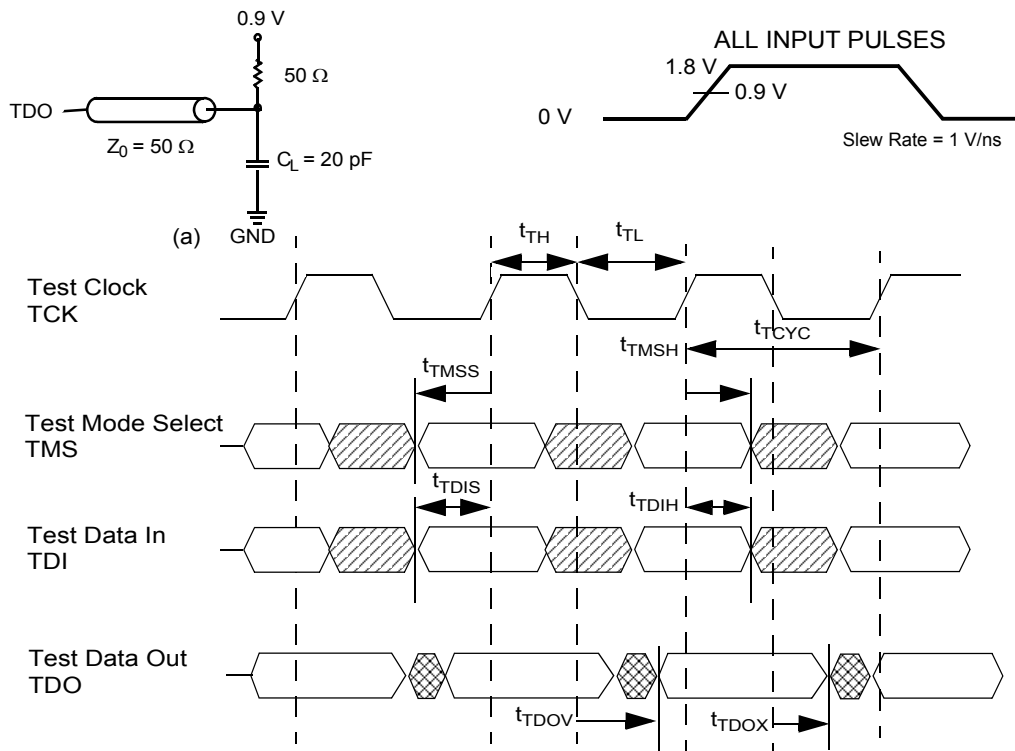 0.9 V
50 Ω
TDO
Z0 = 50 Ω
CL = 20 pF
(a)
GND
ALL INPUT PULSES
1.8 V
0.9 V
0 V
Slew Rate = 1 V/ns
tTH
tTL
Test Clock
TCK
tTMSH
tTCYC
tTMSS
Test Mode Select
TMS
tTDIS
tTDIH
Test Data In
TDI
Test Data Out
TDO
tTDOV
tTDOX